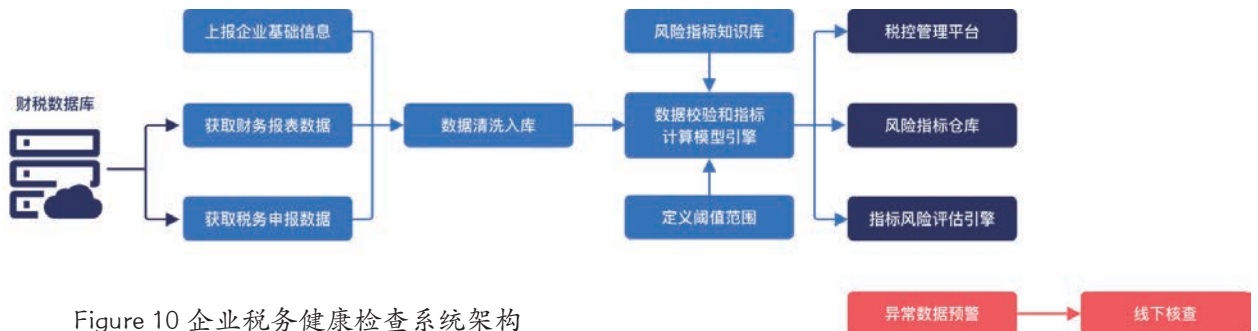 上报企业基础信息
风险指标知识库
税控管理平台
财税数据库
获取财务报表数据
数据清洗入库
数据校验和指标
计算模型引擎
风险指标仓库
获取税务申报数据
定义阈值范围
指标风险评估引擎
异常数据预警
线下核查
Figure 10 企业税务健康检查系统架构